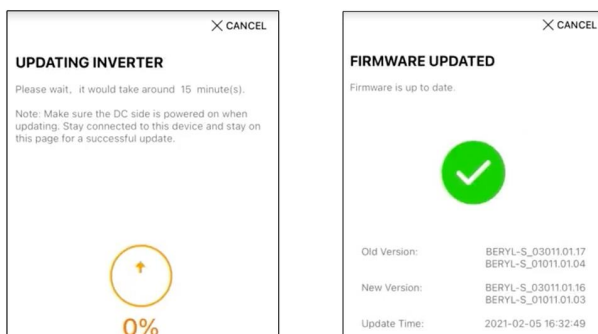 CANCEL
UPDATING INVERTER
Please wait, it would take around 15 minute(s).
Note: Make sure the DC side is powered on when
updating. Stay connected to this device and stay on
this page for a successful update.
0%
CANCEL
FIRMWARE UPDATED
Firmware is up to date.
Old Version: BERYL-S_03011.01.17
BERYL-S_01011.01.04
New Version: BERYL-S_03011.01.16
BERYL-S_01011.01.03
Update Time: 2021-02-05 16:32:49